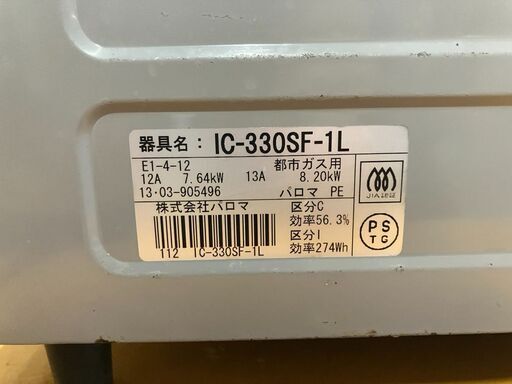 器具名： IC-330SF-1L
E1-4-12 都市ガス用
12A 7.64kW 13A 8.20kW
13・03-905496 パロマ PE
株式会社パロマ 区分C
効率56.3%
区分I
効率274Wh
112 IC-330SF-1L
JIA認証
PS
TG